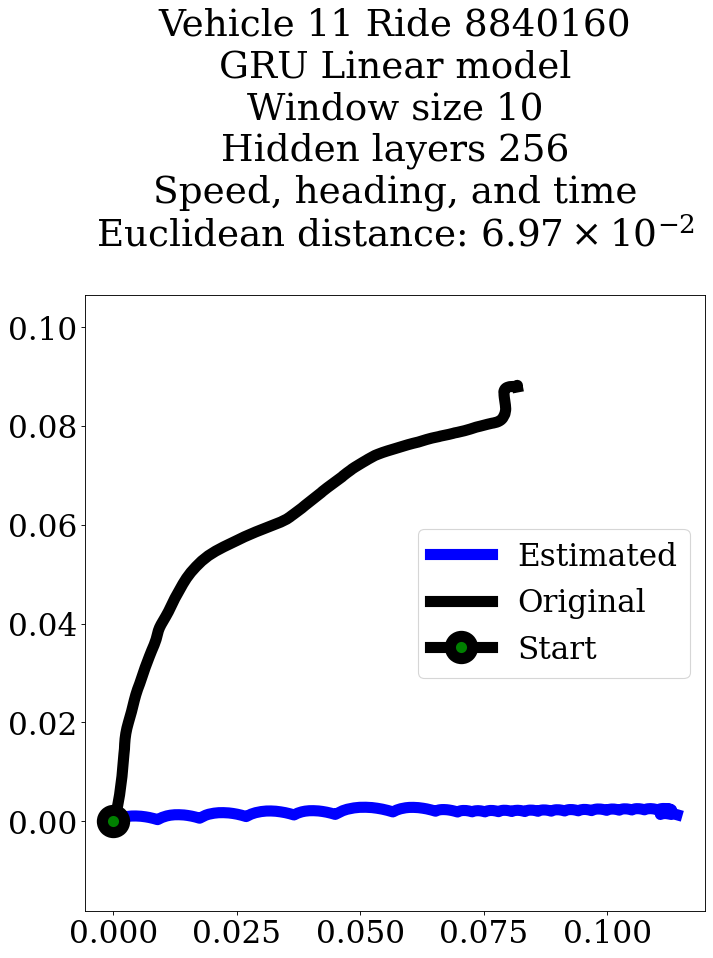 Vehicle 11 Ride 8840160
GRU Linear model
Window size 10
Hidden layers 256
Speed, heading, and time
Euclidean distance: 6.97 × 10⁻²
0.10
0.08
0.06
0.04
0.02
0.00
Estimated
Original
Start
0.000 0.025 0.050 0.075 0.100